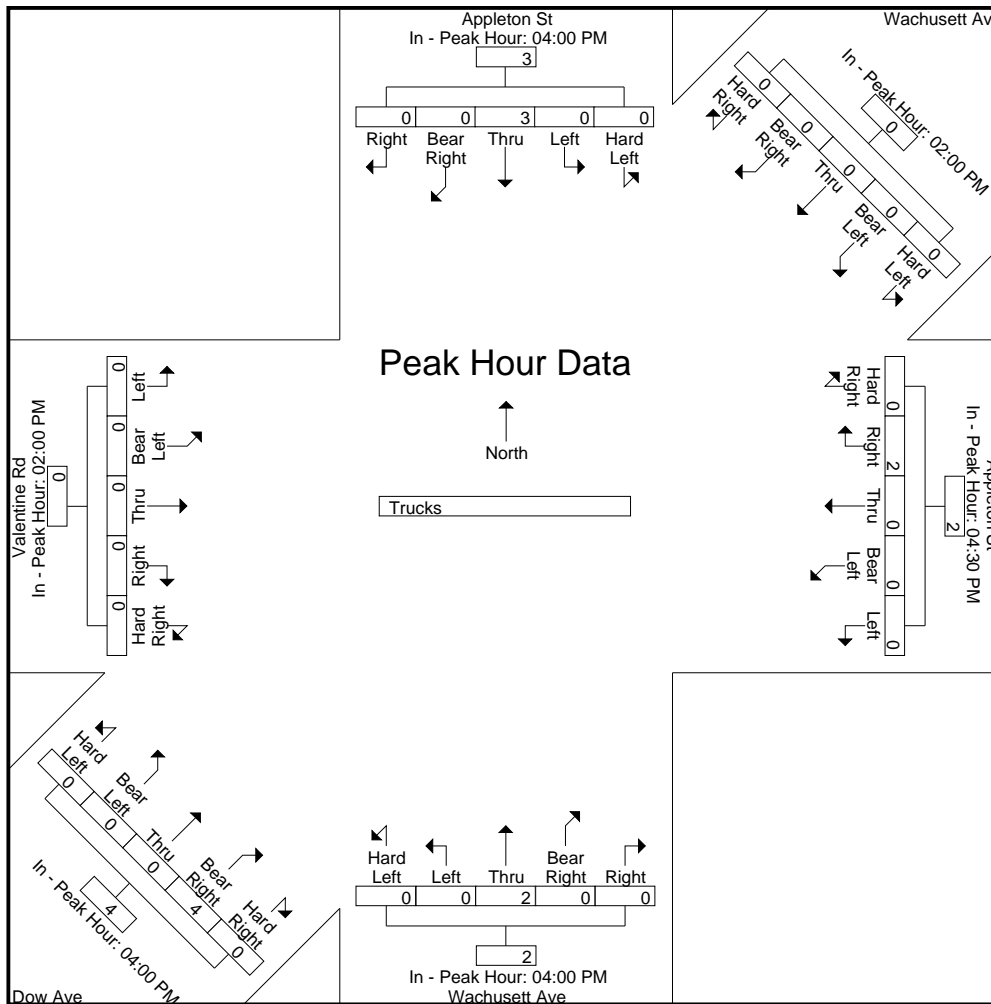 Appleton St
In - Peak Hour: 04:00 PM
3
0 0 3 0 0
Right Bear Right Thru Left Hard Left
Wachusett Av
In - Peak Hour: 02:00 PM
0
0 0 0 0 0
Hard Right Bear Right Thru Bear Left Hard Left
Peak Hour Data
North
Trucks
Valentine Rd
In - Peak Hour: 02:00 PM
0
0 0 0 0 0
Left Bear Left Thru Right Hard Right
Appleton St
In - Peak Hour: 04:30 PM
2
0 2 0 0 0
Hard Right Right Thru Bear Left Left
Hard Left Bear Left Thru Bear Right Hard Right
0 0 0 4 0
4
In - Peak Hour: 04:00 PM
Dow Ave
Hard Left Left Thru Bear Right Right
0 0 2 0 0
2
In - Peak Hour: 04:00 PM
Wachusett Ave